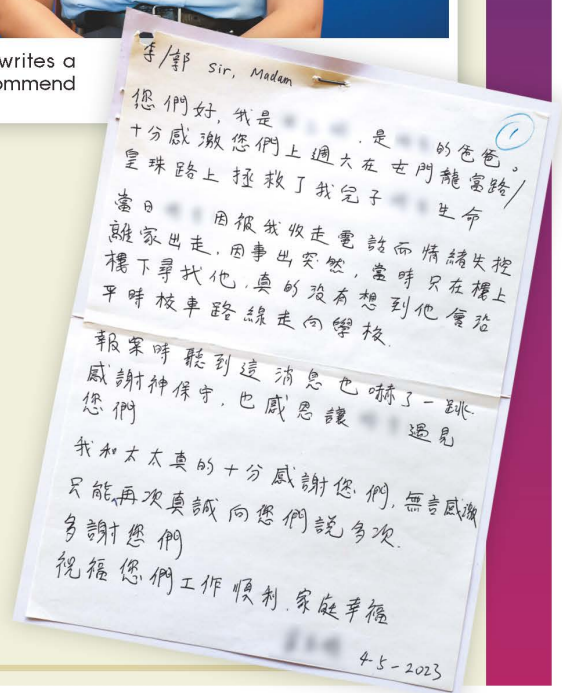 writes a
ommend
李/郭 Sir, Madam
①
您們好,我是 .是 的爸爸。
十分感激您們上週六在屯門龍富路/
皇珠路上拯救了我兒子 生命
當日 因被我收走電話而情緒失控
離家出走,因事出突然,當時只在樓上
樓下尋找他,真的沒有想到他會沿
平時校車路線走向學校.
報案時聽到這消息也嚇了一跳.
感謝神保守,也感恩讓 遇見
您們
我和太太真的十分感謝您們,無言感激
只能再次真誠向您們説多次.
多謝您們
祝福您們工作順利.家庭幸福
4-5-2023